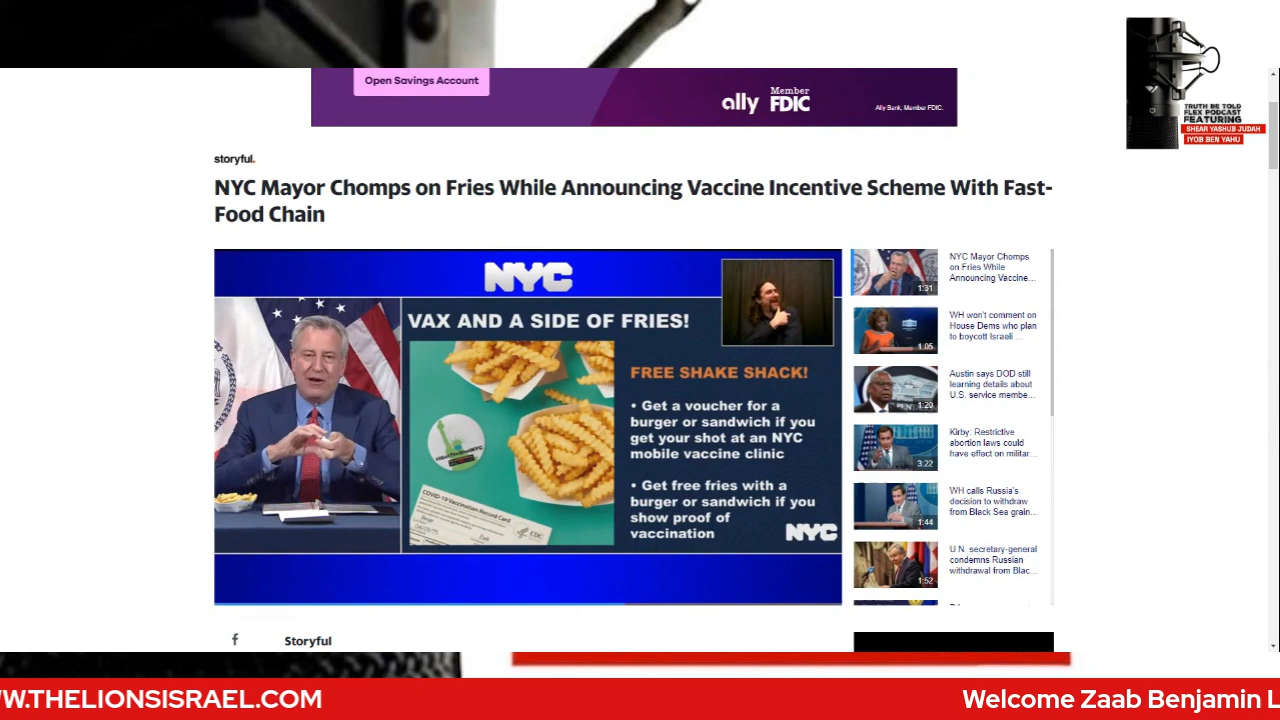 Open Savings Account
ally
Member
FDIC
Ally Bank, Member FDIC.
TRUTH BE TOLD
FLEX PODCAST
FEATURING
SHEAR YASHUB JUDAH
IYOB BEN YAHU
storyful.
NYC Mayor Chomps on Fries While Announcing Vaccine Incentive Scheme With Fast-
Food Chain
NYC
VAX AND A SIDE OF FRIES!
FREE SHAKE SHACK!
• Get a voucher for a
burger or sandwich if you
get your shot at an NYC
mobile vaccine clinic
• Get free fries with a
burger or sandwich if you
show proof of
vaccination
NYC
COVID-19 Vaccination Record Card
CDC
NYC Mayor Chomps
on Fries While
Announcing Vaccine...
1:31
WH won't comment on
House Dems who plan
to boycott Israeli ...
1:05
Austin says DOD still
learning details about
U.S. service membe...
1:20
Kirby: Restrictive
abortion laws could
have effect on militar...
3:22
WH calls Russia's
decision to withdraw
from Black Sea grain...
1:44
U.N. secretary-general
condemns Russian
withdrawal from Blac...
1:52
f
Storyful
W.THELIONSISRAEL.COM
Welcome Zaab Benjamin L